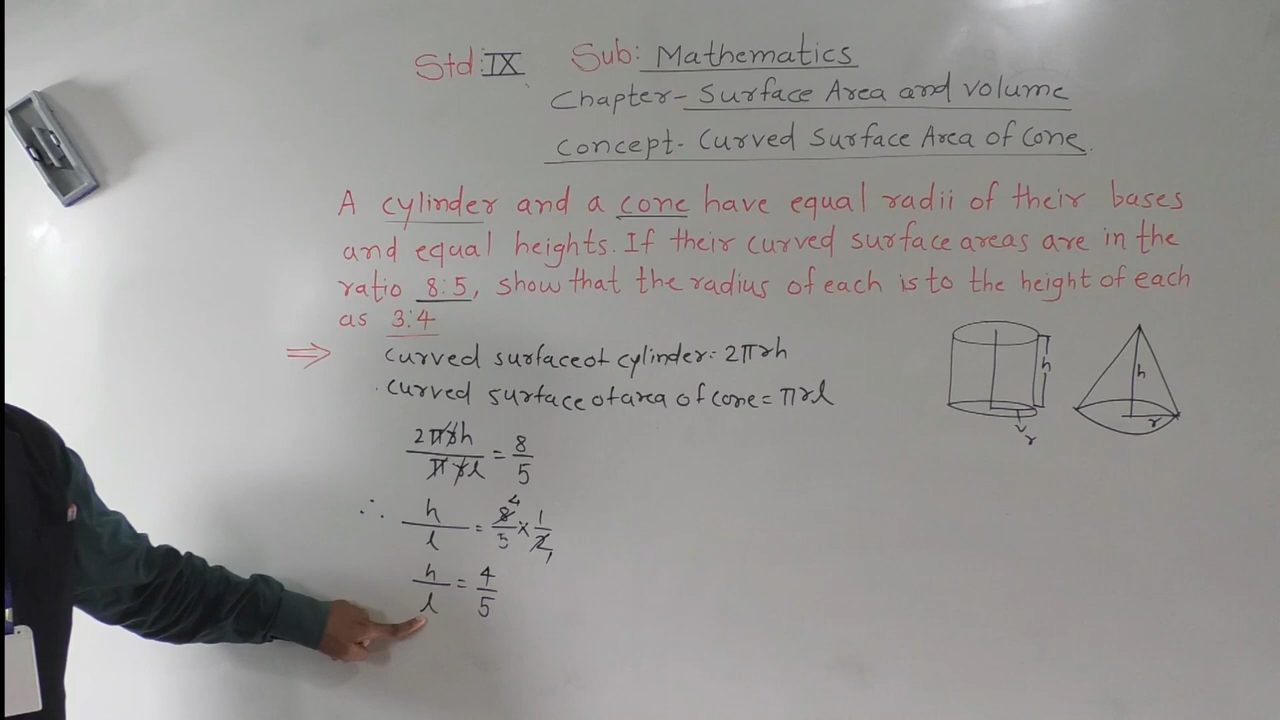 Std: IX Sub: Mathematics
Chapter- Surface Area and volume
concept- Curved Surface Area of Cone.
A cylinder and a cone have equal radii of their bases
and equal heights. If their curved surface areas are in the
ratio 8:5, show that the radius of each is to the height of each
as 3:4
⇒ Curved surface of cylinder = 2πrh
Curved surface of area of cone = πrl
2πrh/πrl = 8/5
∴ h/l = 8/5 × 1/2
4
1
h/l = 4/5
h
r
h
r